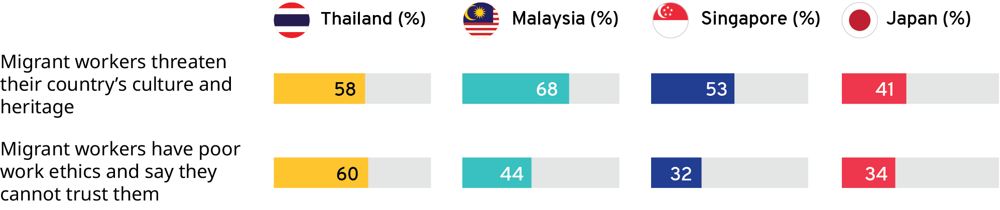 Thailand (%) Malaysia (%) Singapore (%) Japan (%)
Migrant workers threaten
their country’s culture and
heritage
58 68 53 41
Migrant workers have poor
work ethics and say they
cannot trust them
60 44 32 34